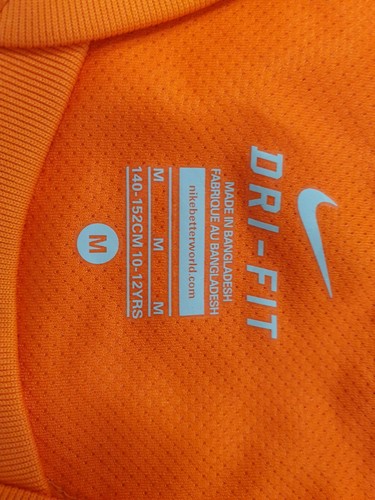 DRI-FIT
MADE IN BANGLADESH
FABRIQUE AU BANGLADESH
nikebetterworld.com
M M M
140-152CM 10-12YRS
M